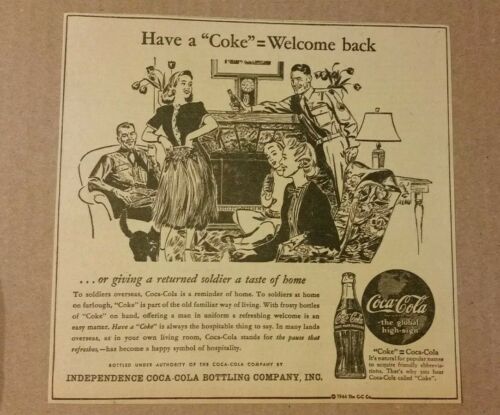 Have a “Coke”=Welcome back
...or giving a returned soldier a taste of home
To soldiers overseas, Coca-Cola is a reminder of home. To soldiers at home
on furlough, “Coke” is part of the old familiar way of living. With frosty bottles
of “Coke” on hand, offering a man in uniform a refreshing welcome is an
easy matter. Have a “Coke” is always the hospitable thing to say. In many lands
overseas, as in your own living room, Coca-Cola stands for the pause that
refreshes,—has become a happy symbol of hospitality.
BOTTLED UNDER AUTHORITY OF THE COCA-COLA COMPANY BY
INDEPENDENCE COCA-COLA BOTTLING COMPANY, INC.
Coca-Cola
Coca-Cola
-the global
high-sign
“Coke”=Coca-Cola
It's natural for popular names
to acquire friendly abbrevia-
tions. That's why you hear
Coca-Cola called “Coke”.
© 1944 The C-C Co.